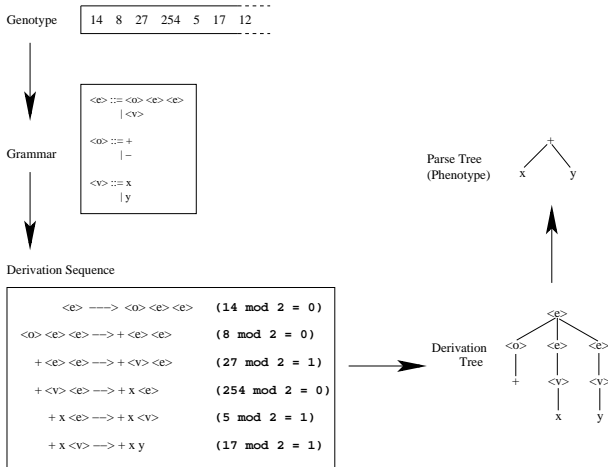 Genotype
14 8 27 254 5 17 12
<e> ::= <o> <e> <e>
| <v>
<o> ::= +
| −
<v> ::= x
| y
Grammar
Derivation Sequence
<e> −−−> <o> <e> <e> (14 mod 2 = 0)
<o> <e> <e> −−> + <e> <e> (8 mod 2 = 0)
+ <e> <e> −−> + <v> <e> (27 mod 2 = 1)
+ <v> <e> −−> + x <e> (254 mod 2 = 0)
+ x <e> −−> + x <v> (5 mod 2 = 1)
+ x <v> −−> + x y (17 mod 2 = 1)
Parse Tree
(Phenotype)
+
x y
Derivation
Tree
<e>
<o> <e> <e>
+ <v> <v>
x y